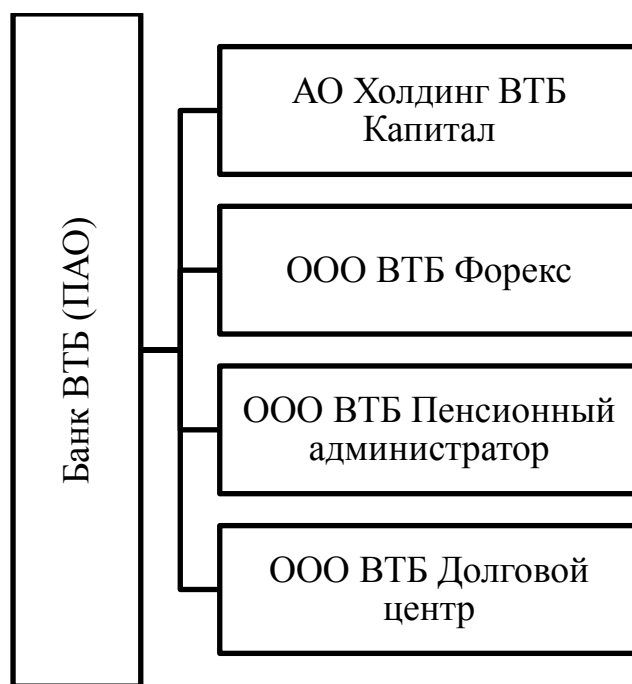 Банк ВТБ (ПАО)
АО Холдинг ВТБ
Капитал
ООО ВТБ Форекс
ООО ВТБ Пенсионный
администратор
ООО ВТБ Долговой
центр